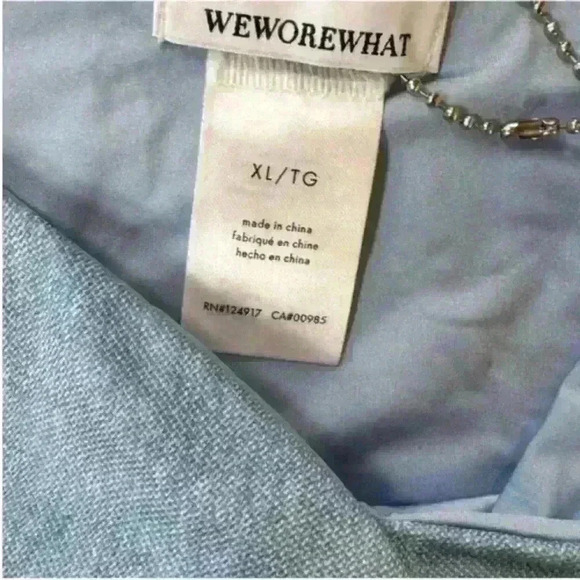 WEWOREWHAT
XL/TG
made in china
fabriqué en chine
hecho en china
RN#124917 CA#00985